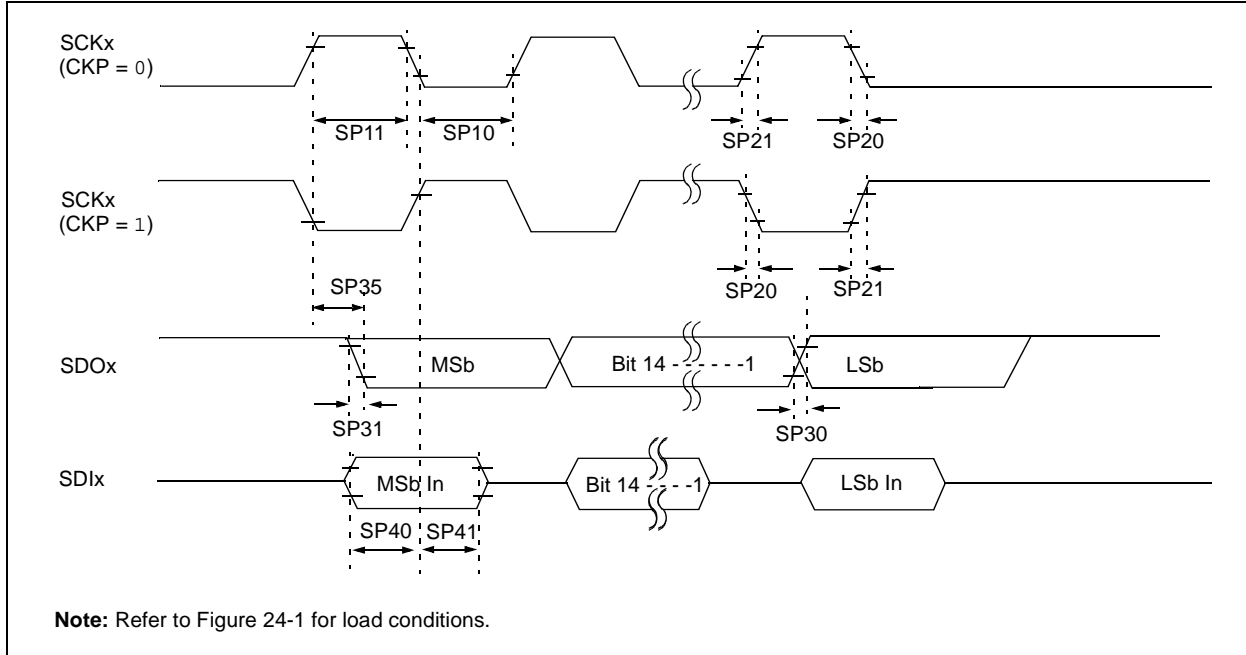 SCKx
(CKP = 0)
SP11
SP10
SP21
SP20
SCKx
(CKP = 1)
SP35
SP20
SP21
SDOx
MSb
Bit 14 - - - - - -1
LSb
SP31
SP30
SDIx
MSb In
Bit 14 - - - -1
LSb In
SP40
SP41
Note: Refer to Figure 24-1 for load conditions.